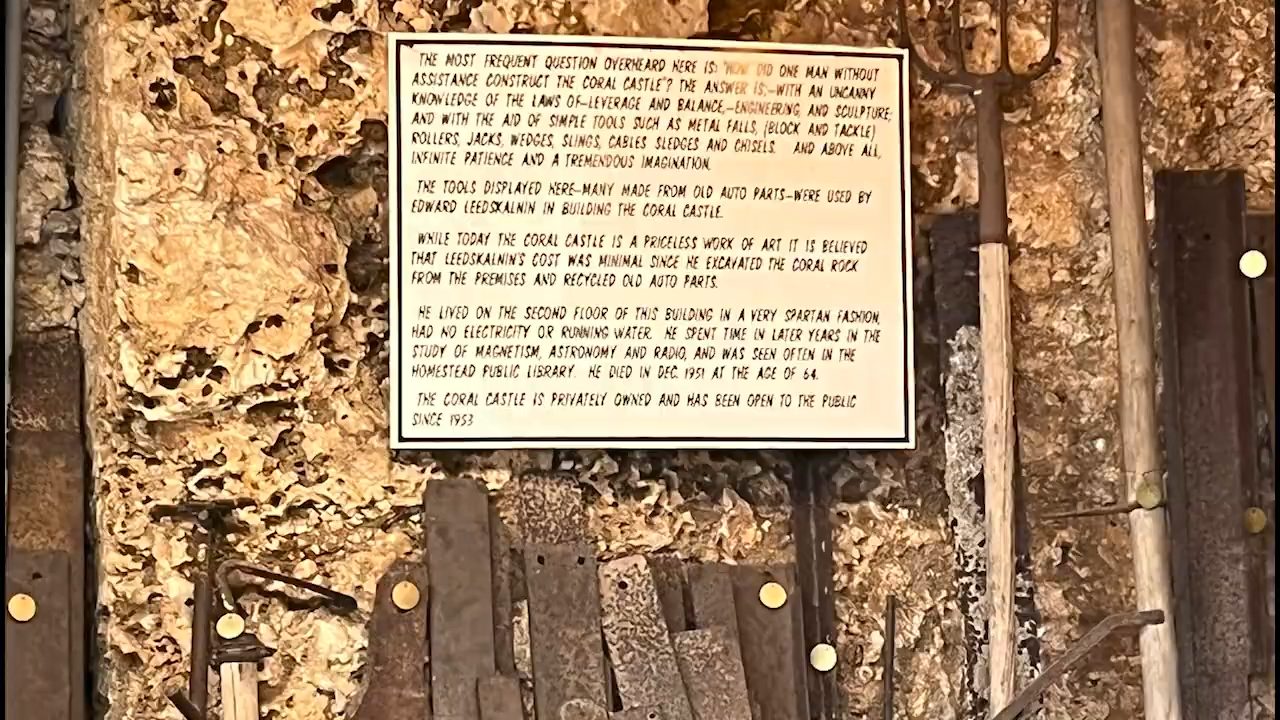 THE MOST FREQUENT QUESTION OVERHEARD HERE IS: "HOW DID ONE MAN WITHOUT
ASSISTANCE CONSTRUCT THE CORAL CASTLE"? THE ANSWER IS:—WITH AN UNCANNY
KNOWLEDGE OF THE LAWS OF—LEVERAGE AND BALANCE,—ENGINEERING, AND SCULPTURE;
AND WITH THE AID OF SIMPLE TOOLS SUCH AS METAL FALLS, (BLOCK AND TACKLE)
ROLLERS, JACKS, WEDGES, SLINGS, CABLES SLEDGES AND CHISELS. AND ABOVE ALL,
INFINITE PATIENCE AND A TREMENDOUS IMAGINATION.
THE TOOLS DISPLAYED HERE—MANY MADE FROM OLD AUTO PARTS—WERE USED BY
EDWARD LEEDSKALNIN IN BUILDING THE CORAL CASTLE.
WHILE TODAY THE CORAL CASTLE IS A PRICELESS WORK OF ART IT IS BELIEVED
THAT LEEDSKALNIN'S COST WAS MINIMAL SINCE HE EXCAVATED THE CORAL ROCK
FROM THE PREMISES AND RECYCLED OLD AUTO PARTS.
HE LIVED ON THE SECOND FLOOR OF THIS BUILDING IN A VERY SPARTAN FASHION,
HAD NO ELECTRICITY OR RUNNING WATER. HE SPENT TIME IN LATER YEARS IN THE
STUDY OF MAGNETISM, ASTRONOMY AND RADIO, AND WAS SEEN OFTEN IN THE
HOMESTEAD PUBLIC LIBRARY. HE DIED IN DEC. 1951 AT THE AGE OF 64.
THE CORAL CASTLE IS PRIVATELY OWNED AND HAS BEEN OPEN TO THE PUBLIC
SINCE 1953